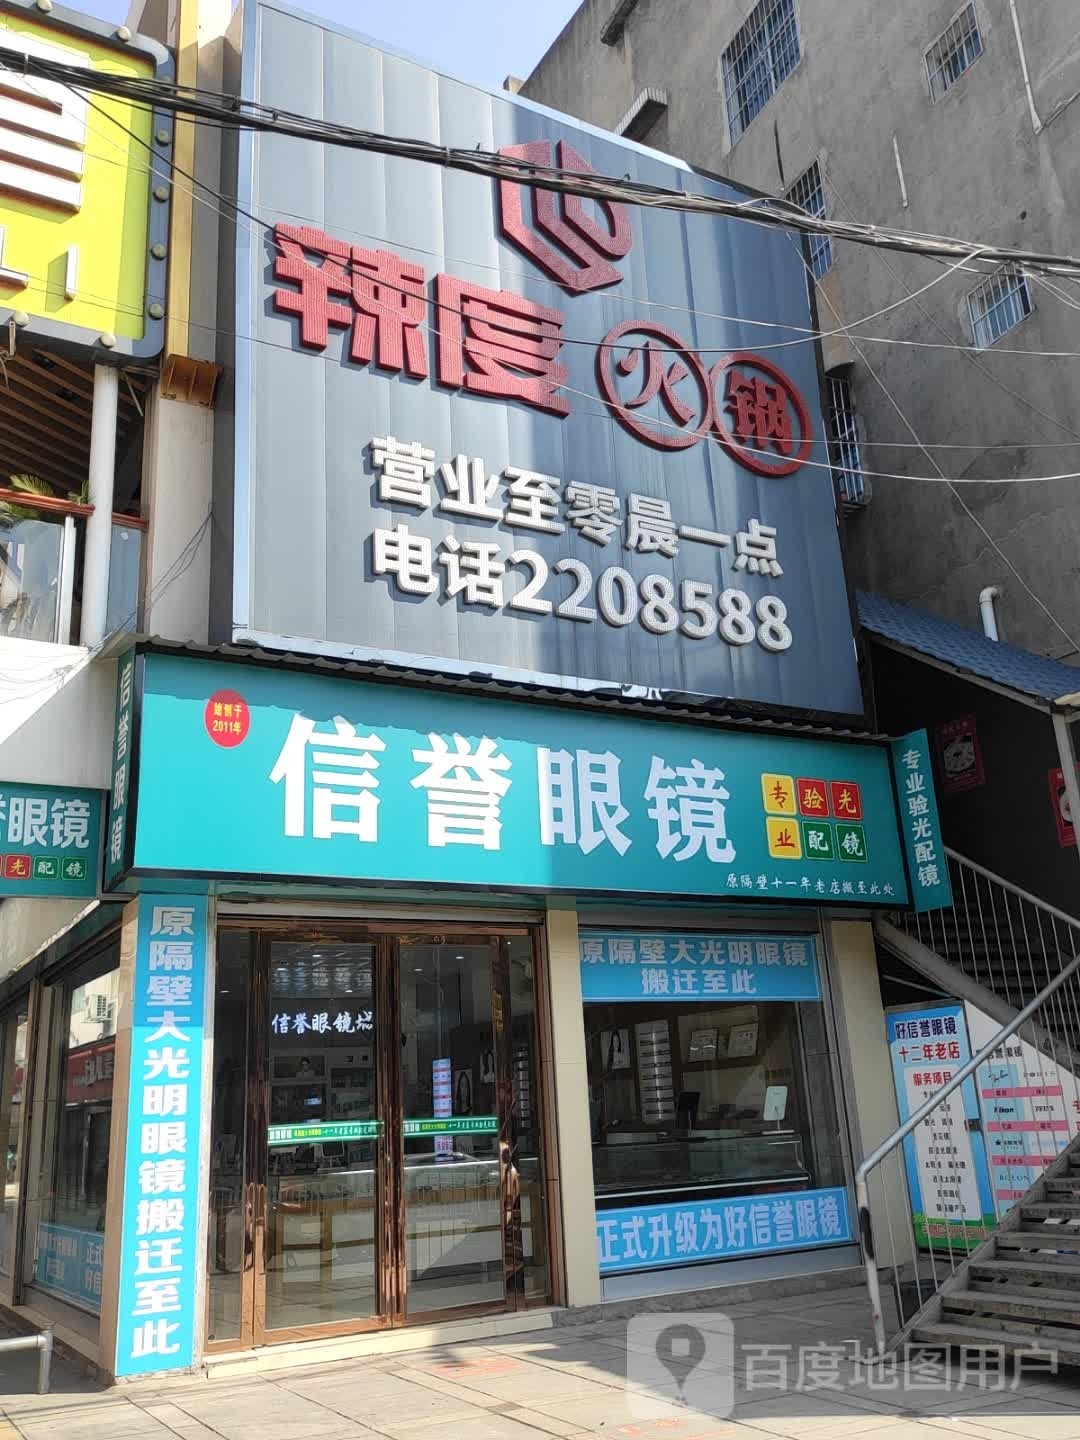 辣度
火锅
营业至零晨一点
电话2208588
始创于
2011年
信誉眼镜
专验光
业配镜
原隔壁十一年老店搬至此处
信誉眼镜
专业验光配镜
誉眼镜
光配镜
原隔壁大光明眼镜搬迁至此
原隔壁大光明眼镜
搬迁至此
信誉眼镜
正式升级为好信誉眼镜
好信誉眼镜
十二年老店
服务项目
信誉眼镜
Nikon
百度地图用户